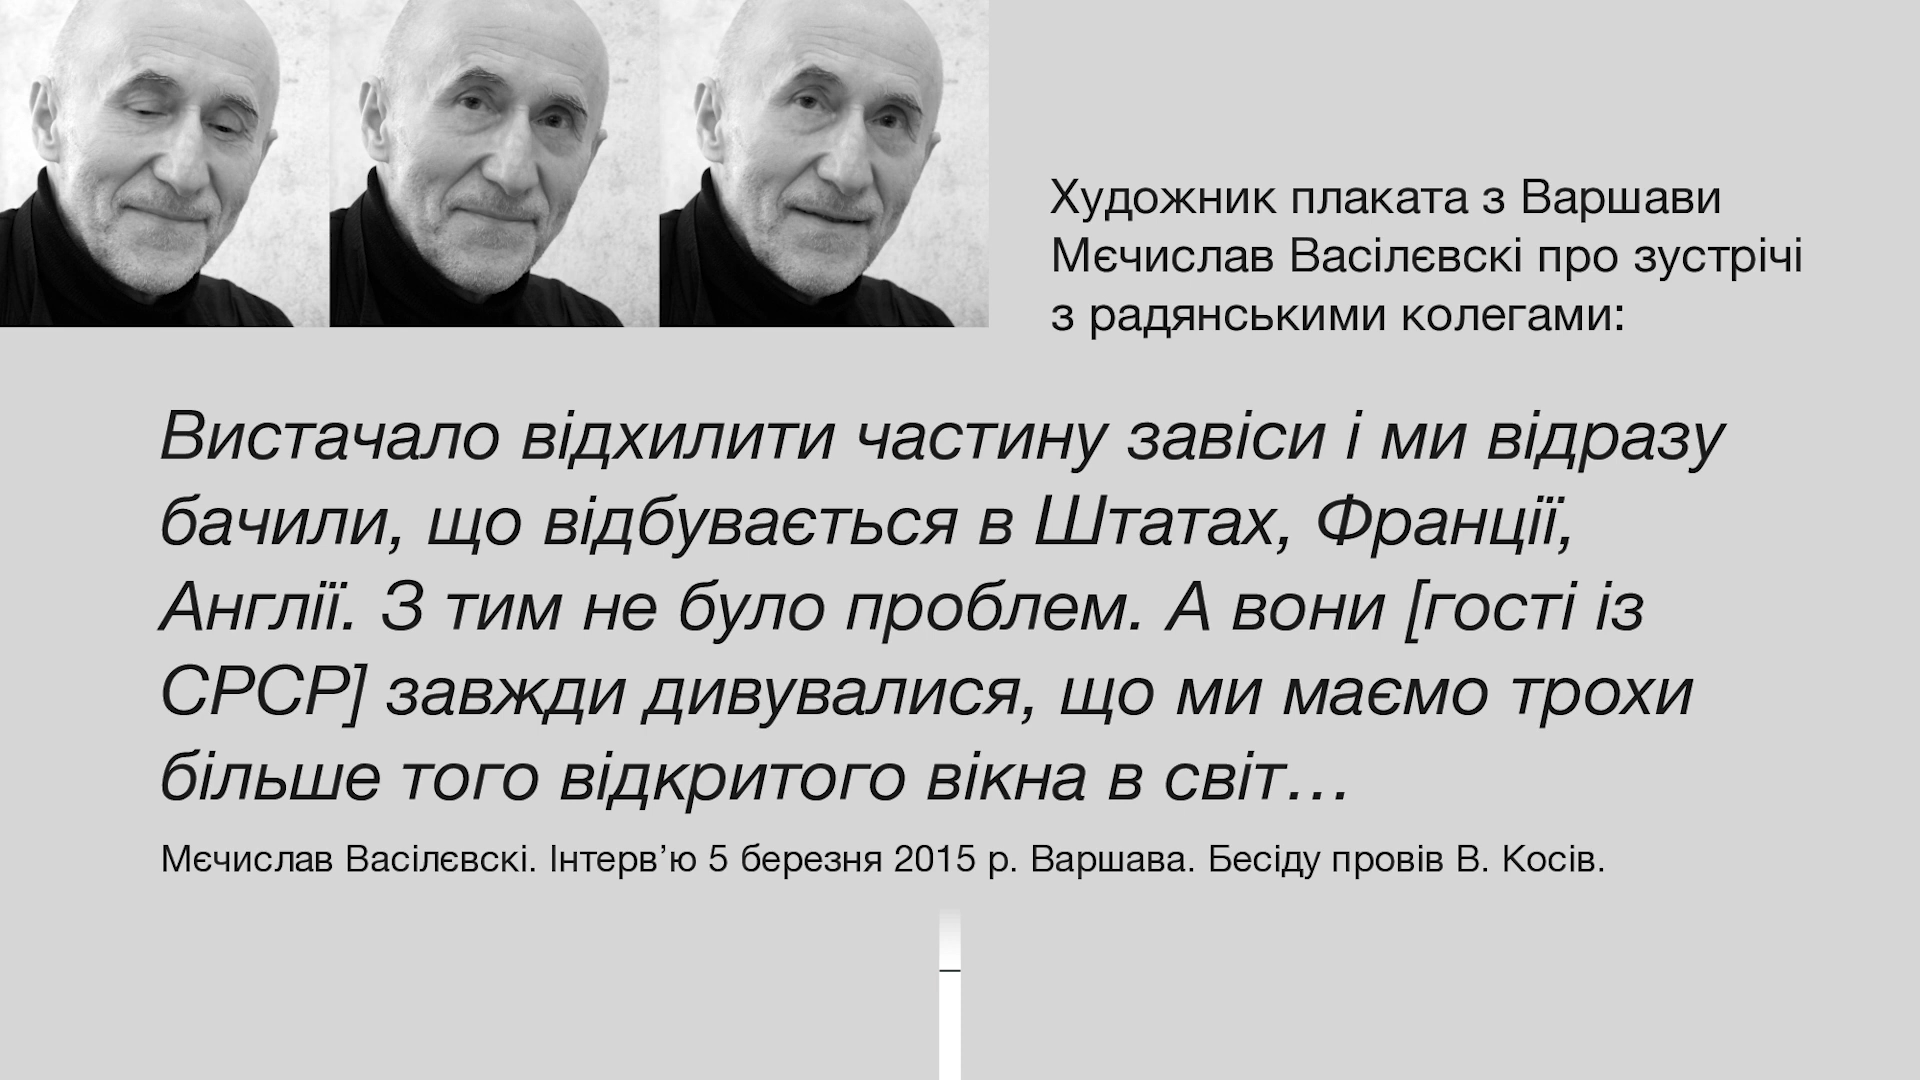 Художник плаката з Варшави
Мєчислав Васілєвскі про зустрічі
з радянськими колегами:
Вистачало відхилити частину завіси і ми відразу
бачили, що відбувається в Штатах, Франції,
Англії. З тим не було проблем. А вони [гості із
СРСР] завжди дивувалися, що ми маємо трохи
більше того відкритого вікна в світ…
Мєчислав Васілєвскі. Інтерв’ю 5 березня 2015 р. Варшава. Бесіду провів В. Косів.